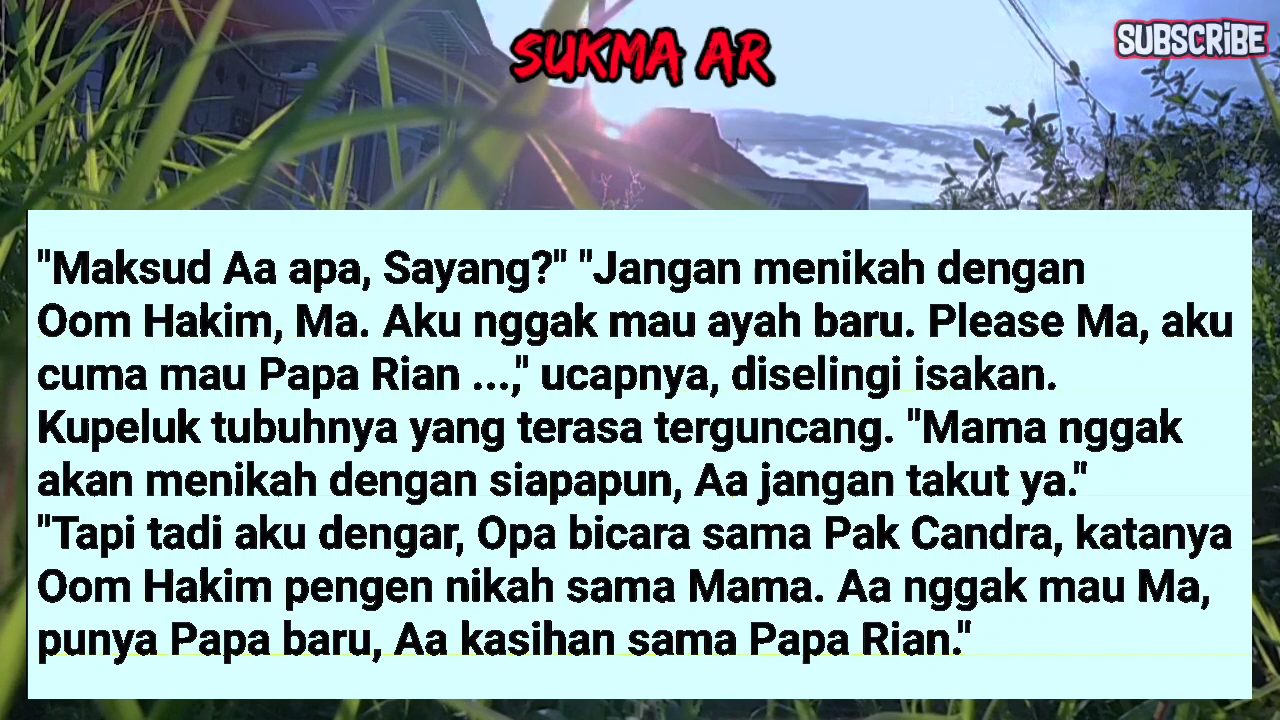 SUKMA AR
SUBSCRiBE
"Maksud Aa apa, Sayang?" "Jangan menikah dengan
Oom Hakim, Ma. Aku nggak mau ayah baru. Please Ma, aku
cuma mau Papa Rian ...," ucapnya, diselingi isakan.
Kupeluk tubuhnya yang terasa terguncang. "Mama nggak
akan menikah dengan siapapun, Aa jangan takut ya."
"Tapi tadi aku dengar, Opa bicara sama Pak Candra, katanya
Oom Hakim pengen nikah sama Mama. Aa nggak mau Ma,
punya Papa baru, Aa kasihan sama Papa Rian."